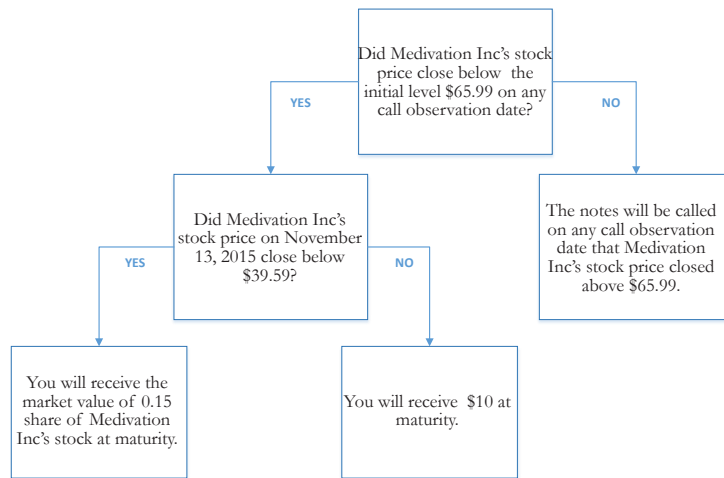 Did Medivation Inc's stock
price close below the
initial level $65.99 on any
call observation date?
YES
NO
Did Medivation Inc's
stock price on November
13, 2015 close below
$39.59?
The notes will be called
on any call observation
date that Medivation
Inc's stock price closed
above $65.99.
YES
NO
You will receive the
market value of 0.15
share of Medivation
Inc's stock at maturity.
You will receive $10 at
maturity.